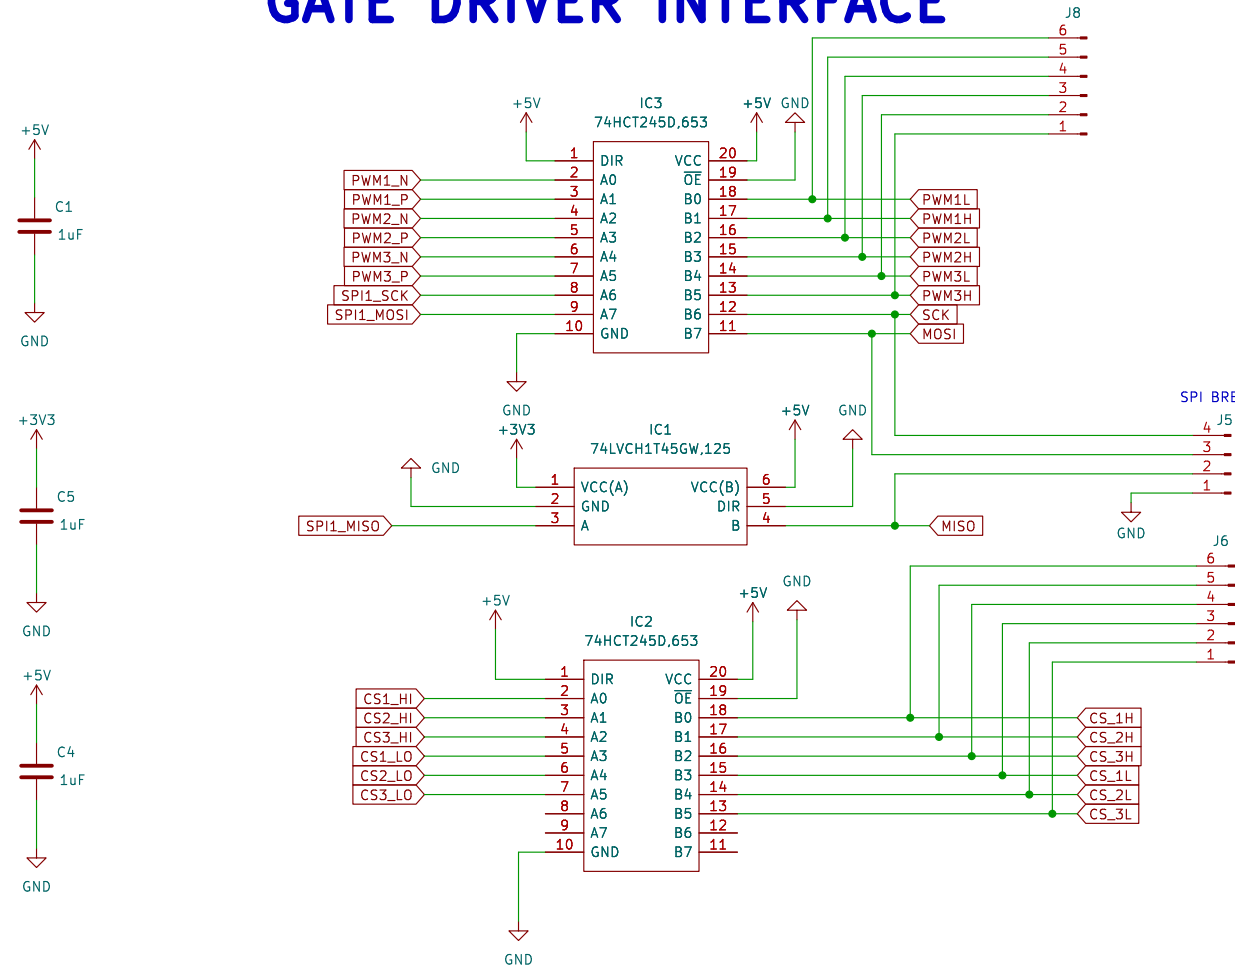 GATE DRIVER INTERFACE
J8
6
5
4
3
2
1
+5V
C1
1uF
GND
+5V
IC3
74HCT245D,653
+5V
GND
1 DIR VCC 20
PWM1_N 2 A0 OE 19
PWM1_P 3 A1 B0 18 PWM1L
PWM2_N 4 A2 B1 17 PWM1H
PWM2_P 5 A3 B2 16 PWM2L
PWM3_N 6 A4 B3 15 PWM2H
PWM3_P 7 A5 B4 14 PWM3L
SPI1_SCK 8 A6 B5 13 PWM3H
SPI1_MOSI 9 A7 B6 12 SCK
10 GND B7 11 MOSI
GND
+3V3
C5
1uF
GND
+3V3
GND
IC1
74LVCH1T45GW,125
+5V
GND
1 VCC(A) VCC(B) 6
2 GND DIR 5
SPI1_MISO 3 A B 4 MISO
SPI BRE
J5
4
3
2
1
GND
J6
6
5
4
3
2
1
+5V
C4
1uF
GND
+5V
IC2
74HCT245D,653
+5V
GND
1 DIR VCC 20
CS1_HI 2 A0 OE 19
CS2_HI 3 A1 B0 18 CS_1H
CS3_HI 4 A2 B1 17 CS_2H
CS1_LO 5 A3 B2 16 CS_3H
CS2_LO 6 A4 B3 15 CS_1L
CS3_LO 7 A5 B4 14 CS_2L
8 A6 B5 13 CS_3L
9 A7 B6 12
10 GND B7 11
GND